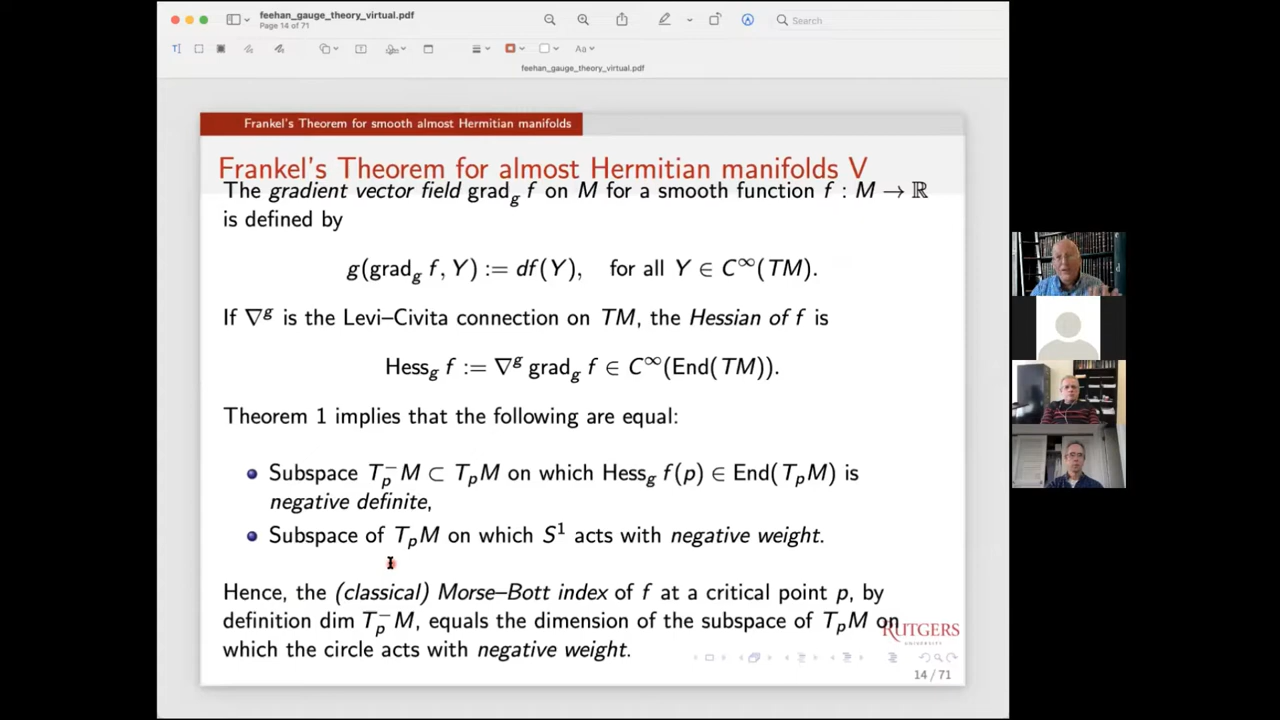 feehan_gauge_theory_virtual.pdf
Page 14 of 71
Search
feehan_gauge_theory_virtual.pdf
Frankel's Theorem for smooth almost Hermitian manifolds
Frankel's Theorem for almost Hermitian manifolds V
The gradient vector field grad_g f on M for a smooth function f : M → ℝ
is defined by
g(grad_g f, Y) := df(Y), for all Y ∈ C^∞(TM).
If ∇^g is the Levi–Civita connection on TM, the Hessian of f is
Hess_g f := ∇^g grad_g f ∈ C^∞(End(TM)).
Theorem 1 implies that the following are equal:
• Subspace T_p^− M ⊂ T_pM on which Hess_g f(p) ∈ End(T_pM) is
negative definite,
• Subspace of T_pM on which S^1 acts with negative weight.
Hence, the (classical) Morse–Bott index of f at a critical point p, by
definition dim T_p^− M, equals the dimension of the subspace of T_pM on
which the circle acts with negative weight.
RUTGERS
UNIVERSITY
14 / 71